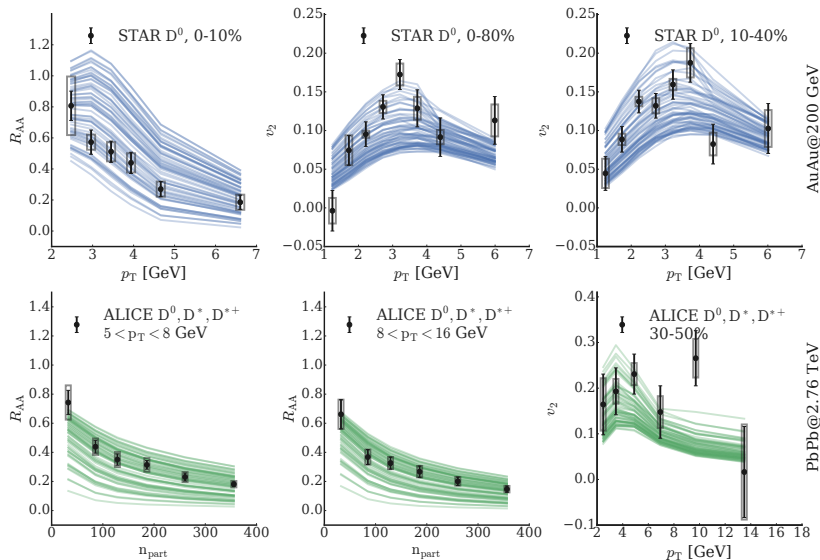 STAR D⁰, 0-10%
R_AA
1.2
1.0
0.8
0.6
0.4
0.2
0.0
2 3 4 5 6 7
p_T [GeV]
STAR D⁰, 0-80%
v₂
0.25
0.20
0.15
0.10
0.05
0.00
−0.05
1 2 3 4 5 6 7
p_T [GeV]
STAR D⁰, 10-40%
v₂
0.25
0.20
0.15
0.10
0.05
0.00
−0.05
1 2 3 4 5 6 7
p_T [GeV]
AuAu@200 GeV
ALICE D⁰, D*, D*⁺
5 < p_T < 8 GeV
R_AA
1.4
1.2
1.0
0.8
0.6
0.4
0.2
0.0
0 100 200 300 400
n_part
ALICE D⁰, D*, D*⁺
8 < p_T < 16 GeV
R_AA
1.4
1.2
1.0
0.8
0.6
0.4
0.2
0.0
0 100 200 300 400
n_part
ALICE D⁰, D*, D*⁺
30-50%
v₂
0.4
0.3
0.2
0.1
0.0
−0.1
2 4 6 8 10 12 14 16 18
p_T [GeV]
PbPb@2.76 TeV